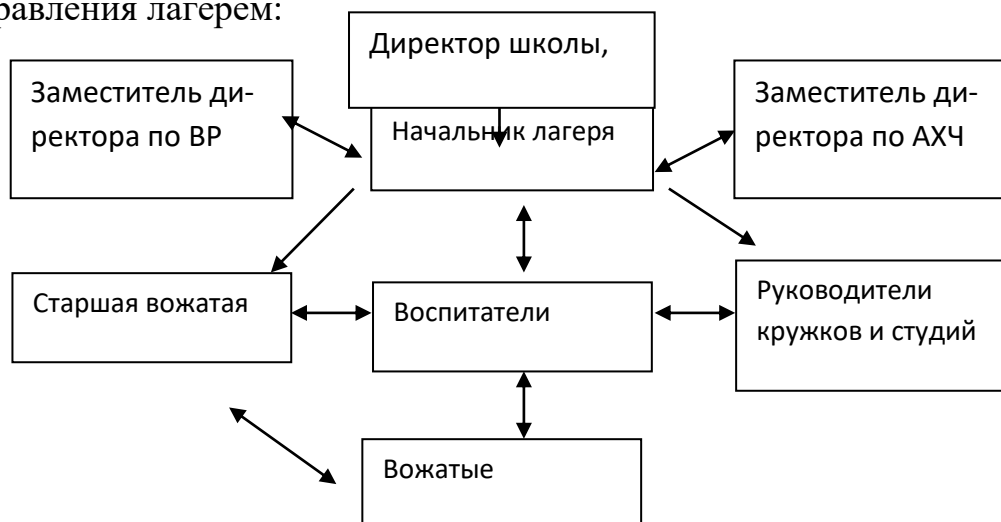 равления лагерем:
Директор школы,
Заместитель ди-
ректора по ВР
Начальник лагеря
Заместитель ди-
ректора по АХЧ
Старшая вожатая
Воспитатели
Руководители
кружков и студий
Вожатые